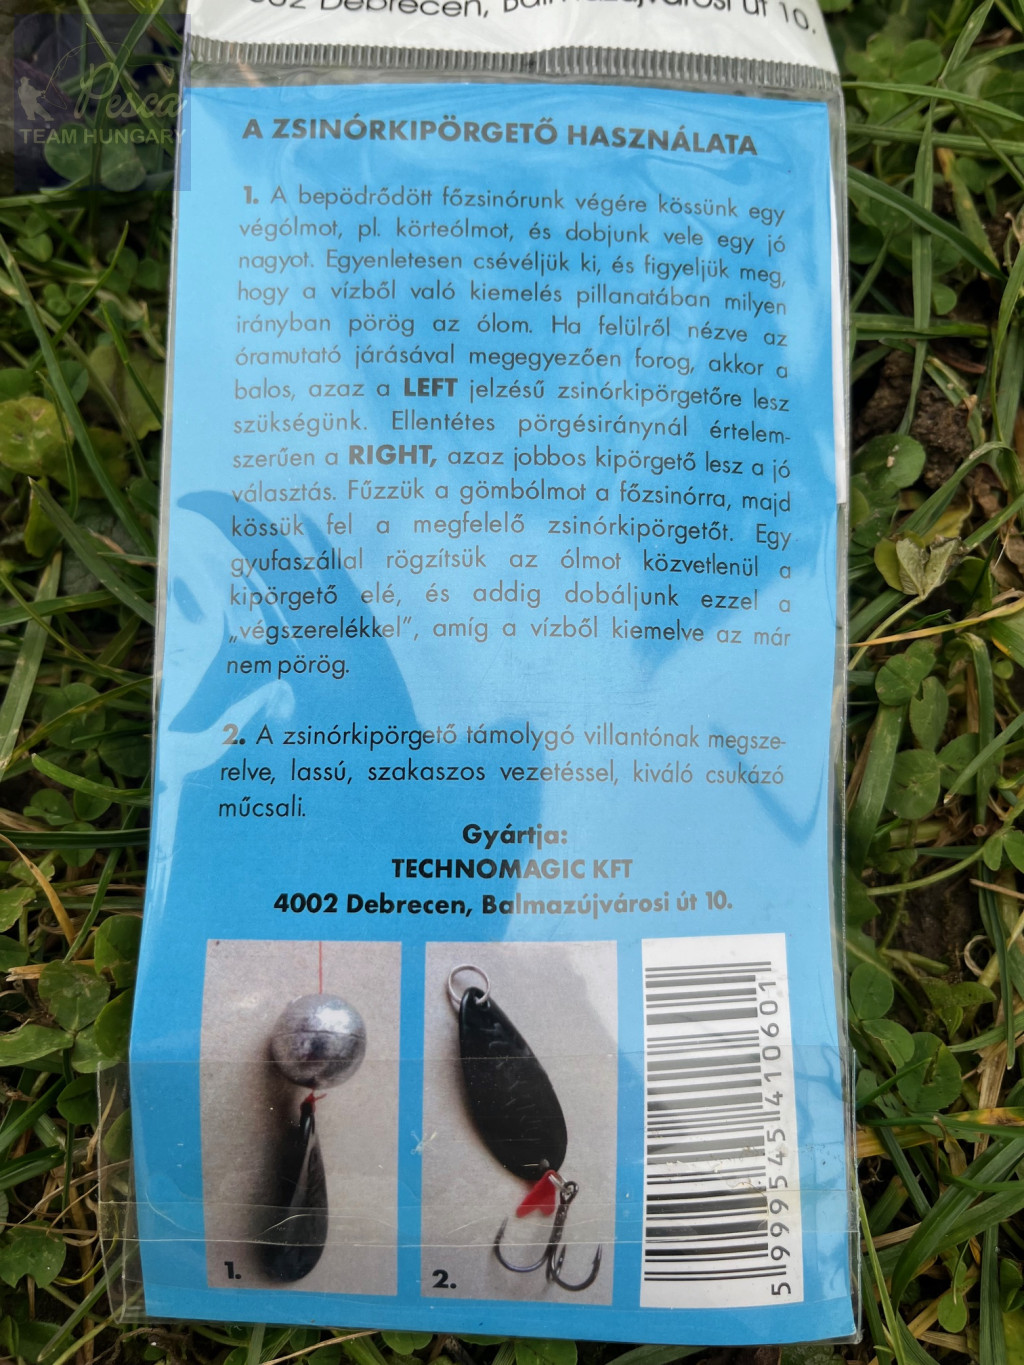 Debrecen, Balmazújvárosi út 10.
Pesca
TEAM HUNGARY
A ZSINÓRKIPÖRGETŐ HASZNÁLATA
1. A bepödrődött főzsinórunk végére kössünk egy
végólmot, pl. körteólmot, és dobjunk vele egy jó
nagyot. Egyenletesen csévéljük ki, és figyeljük meg,
hogy a vízből való kiemelés pillanatában milyen
irányban pörög az ólom. Ha felülről nézve az
óramutató járásával megegyezően forog, akkor a
balos, azaz a LEFT jelzésű zsinórkipörgetőre lesz
szükségünk. Ellentétes pörgésiránynál értelem-
szerűen a RIGHT, azaz jobbos kipörgető lesz a jó
választás. Fűzzük a gömbólmot a főzsinórra, majd
kössük fel a megfelelő zsinórkipörgetőt. Egy
gyufaszállal rögzítsük az ólmot közvetlenül a
kipörgető elé, és addig dobáljunk ezzel a
„végszerelékkel", amíg a vízből kiemelve az már
nem pörög.
2. A zsinórkipörgető támolygó villantónak megsze-
relve, lassú, szakaszos vezetéssel, kiváló csukázó
műcsali.
Gyártja:
TECHNOMAGIC KFT
4002 Debrecen, Balmazújvárosi út 10.
1.
2.
5 999545 410601